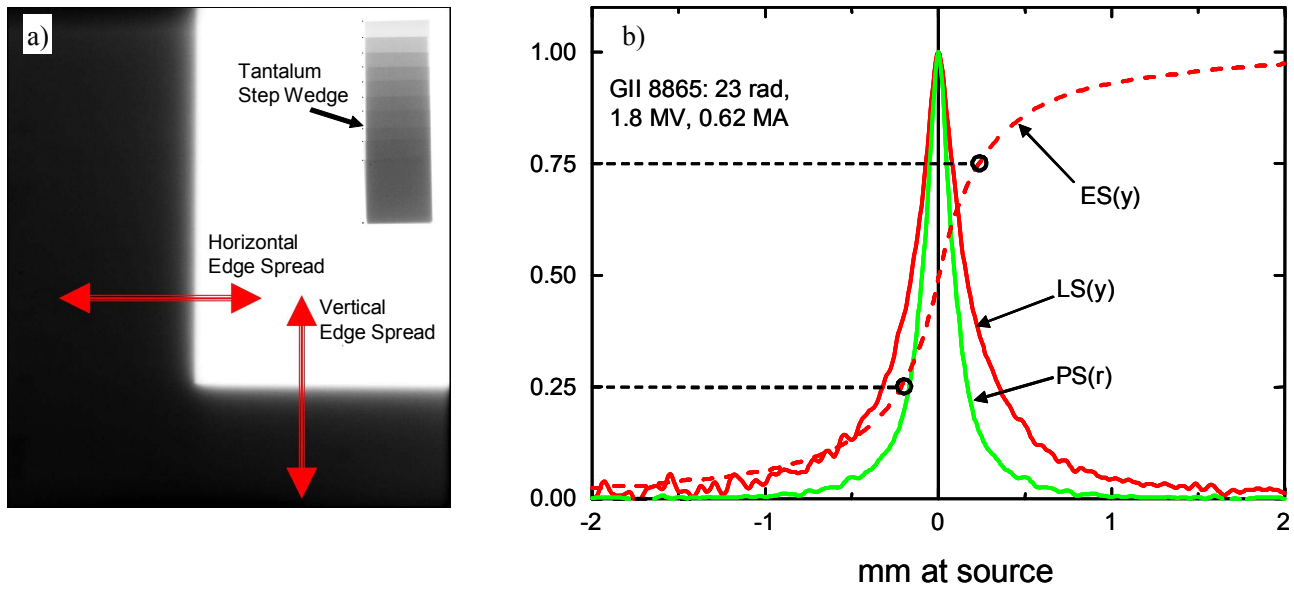 a)
Tantalum
Step Wedge
Horizontal
Edge Spread
Vertical
Edge Spread
b)
GII 8865: 23 rad,
1.8 MV, 0.62 MA
1.00
0.75
0.50
0.25
0.00
ES(y)
LS(y)
PS(r)
-2
-1
0
1
2
mm at source